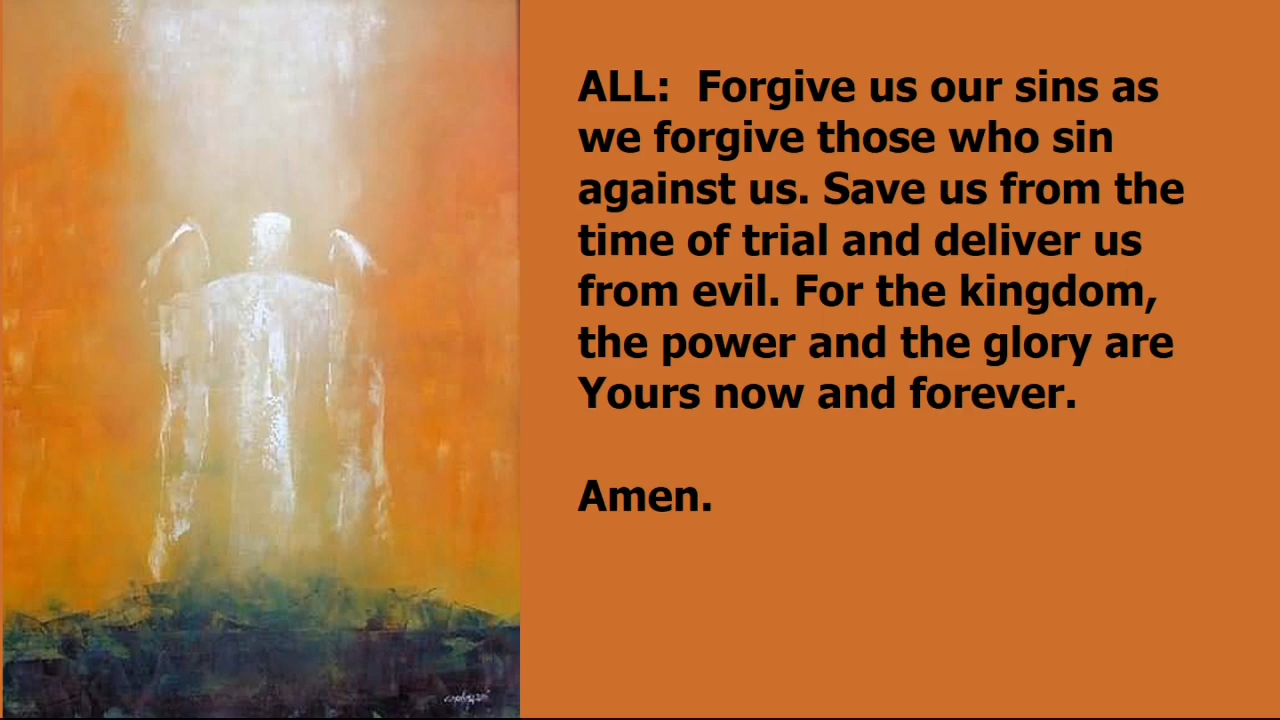 ALL:  Forgive us our sins as
we forgive those who sin
against us. Save us from the
time of trial and deliver us
from evil. For the kingdom,
the power and the glory are
Yours now and forever.
Amen.